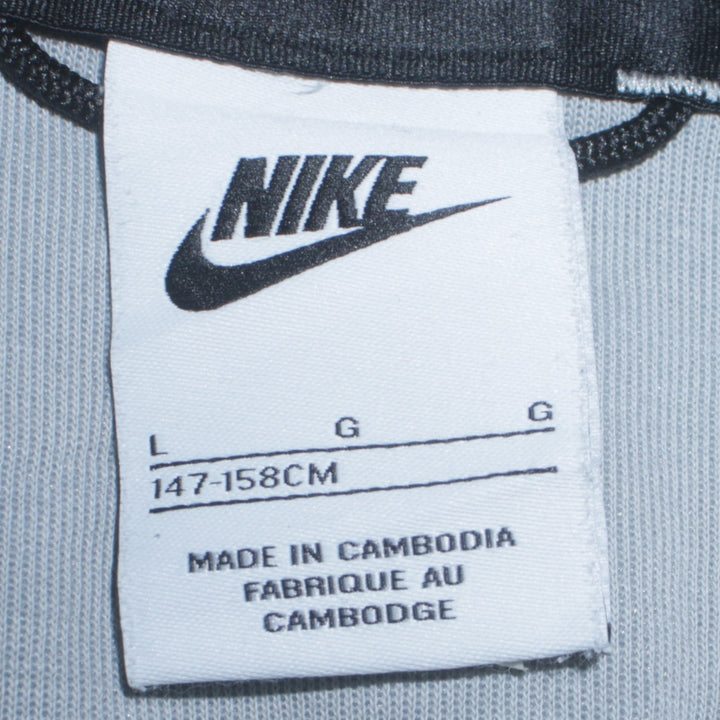 NIKE
L G G
147-158CM
MADE IN CAMBODIA
FABRIQUE AU
CAMBODGE